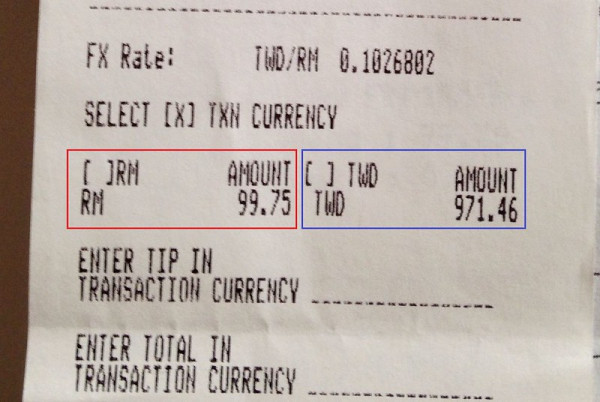 FX Rate: TWD/RM 0.1026802
SELECT [X] TXN CURRENCY
[ ]RM AMOUNT [ ] TWD AMOUNT
RM 99.75 TWD 971.46
ENTER TIP IN
TRANSACTION CURRENCY
ENTER TOTAL IN
TRANSACTION CURRENCY